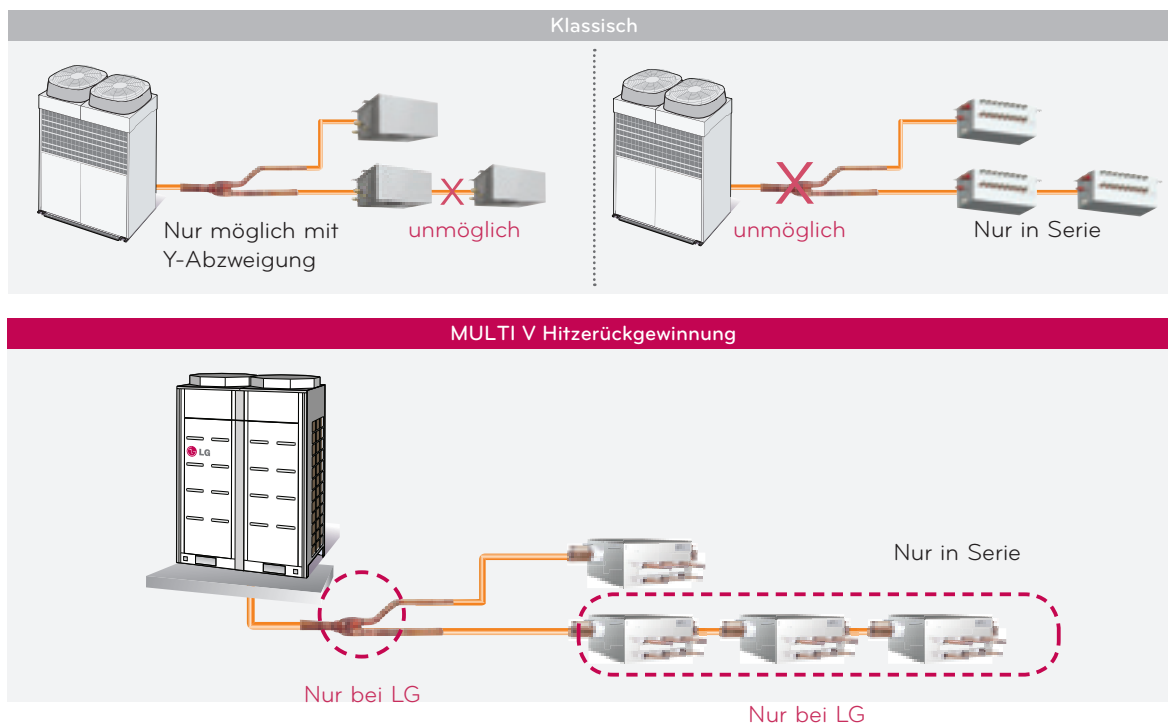 Klassisch
Nur möglich mit
Y-Abzweigung
unmöglich
unmöglich
Nur in Serie
MULTI V Hitzerückgewinnung
LG
Nur in Serie
Nur bei LG
Nur bei LG